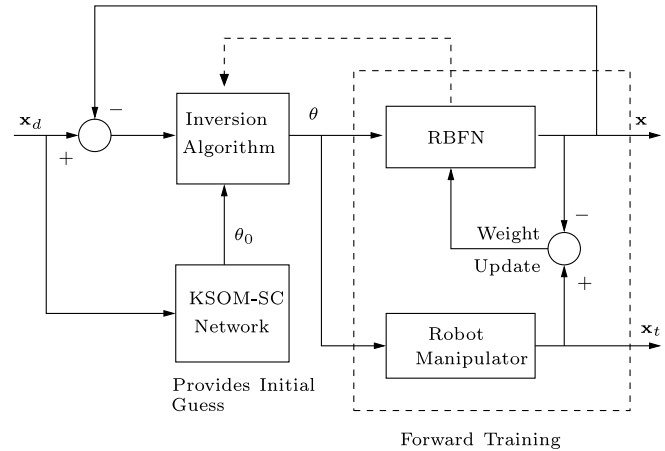 x_d
−
+
Inversion
Algorithm
θ
RBFN
x
θ_0
Weight
Update
−
+
KSOM-SC
Network
Robot
Manipulator
x_t
Provides Initial
Guess
Forward Training